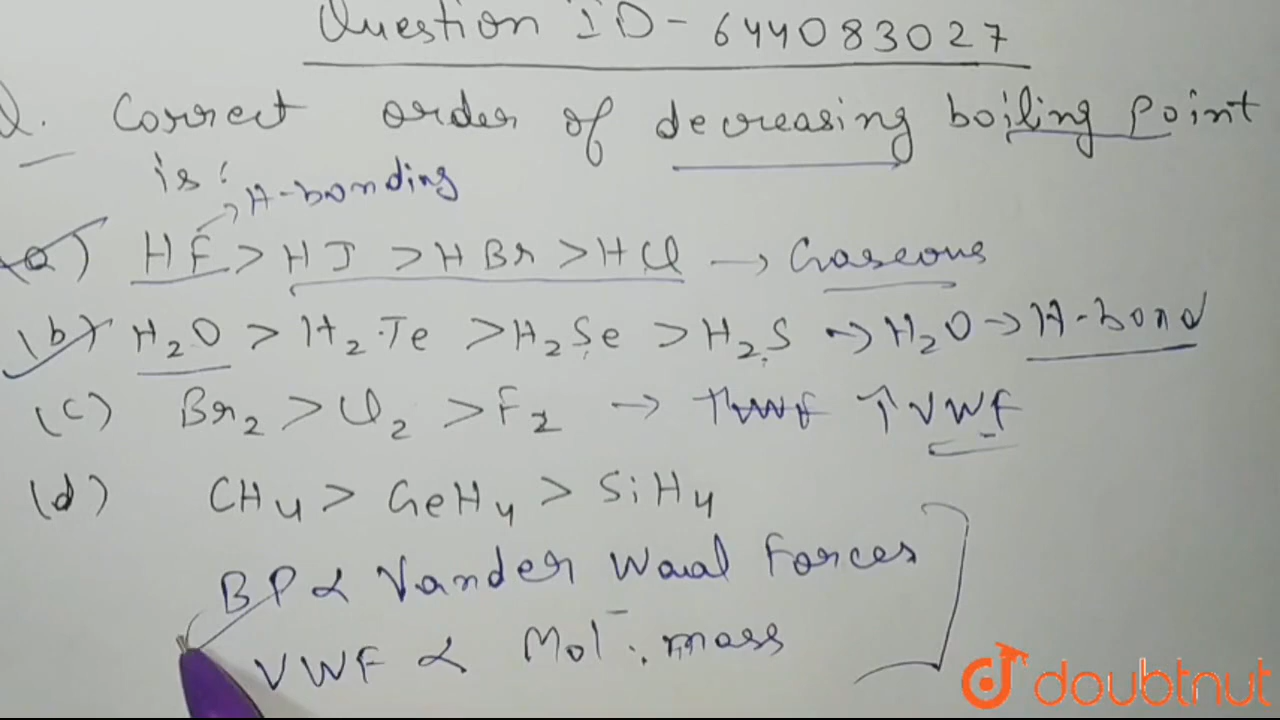 Question ID - 644083027
Q. Correct order of decreasing boiling point
is:
→ H-bonding
(a) HF > HI > HBr > HCl → Gaseous
(b) H₂O > H₂Te > H₂Se > H₂S → H₂O → H-bond
(c) Br₂ > Cl₂ > F₂ → ↑VWF
(d) CH₄ > GeH₄ > SiH₄
BP ∝ Vander Waal Forces
VWF ∝ Mol. mass
doubtnut